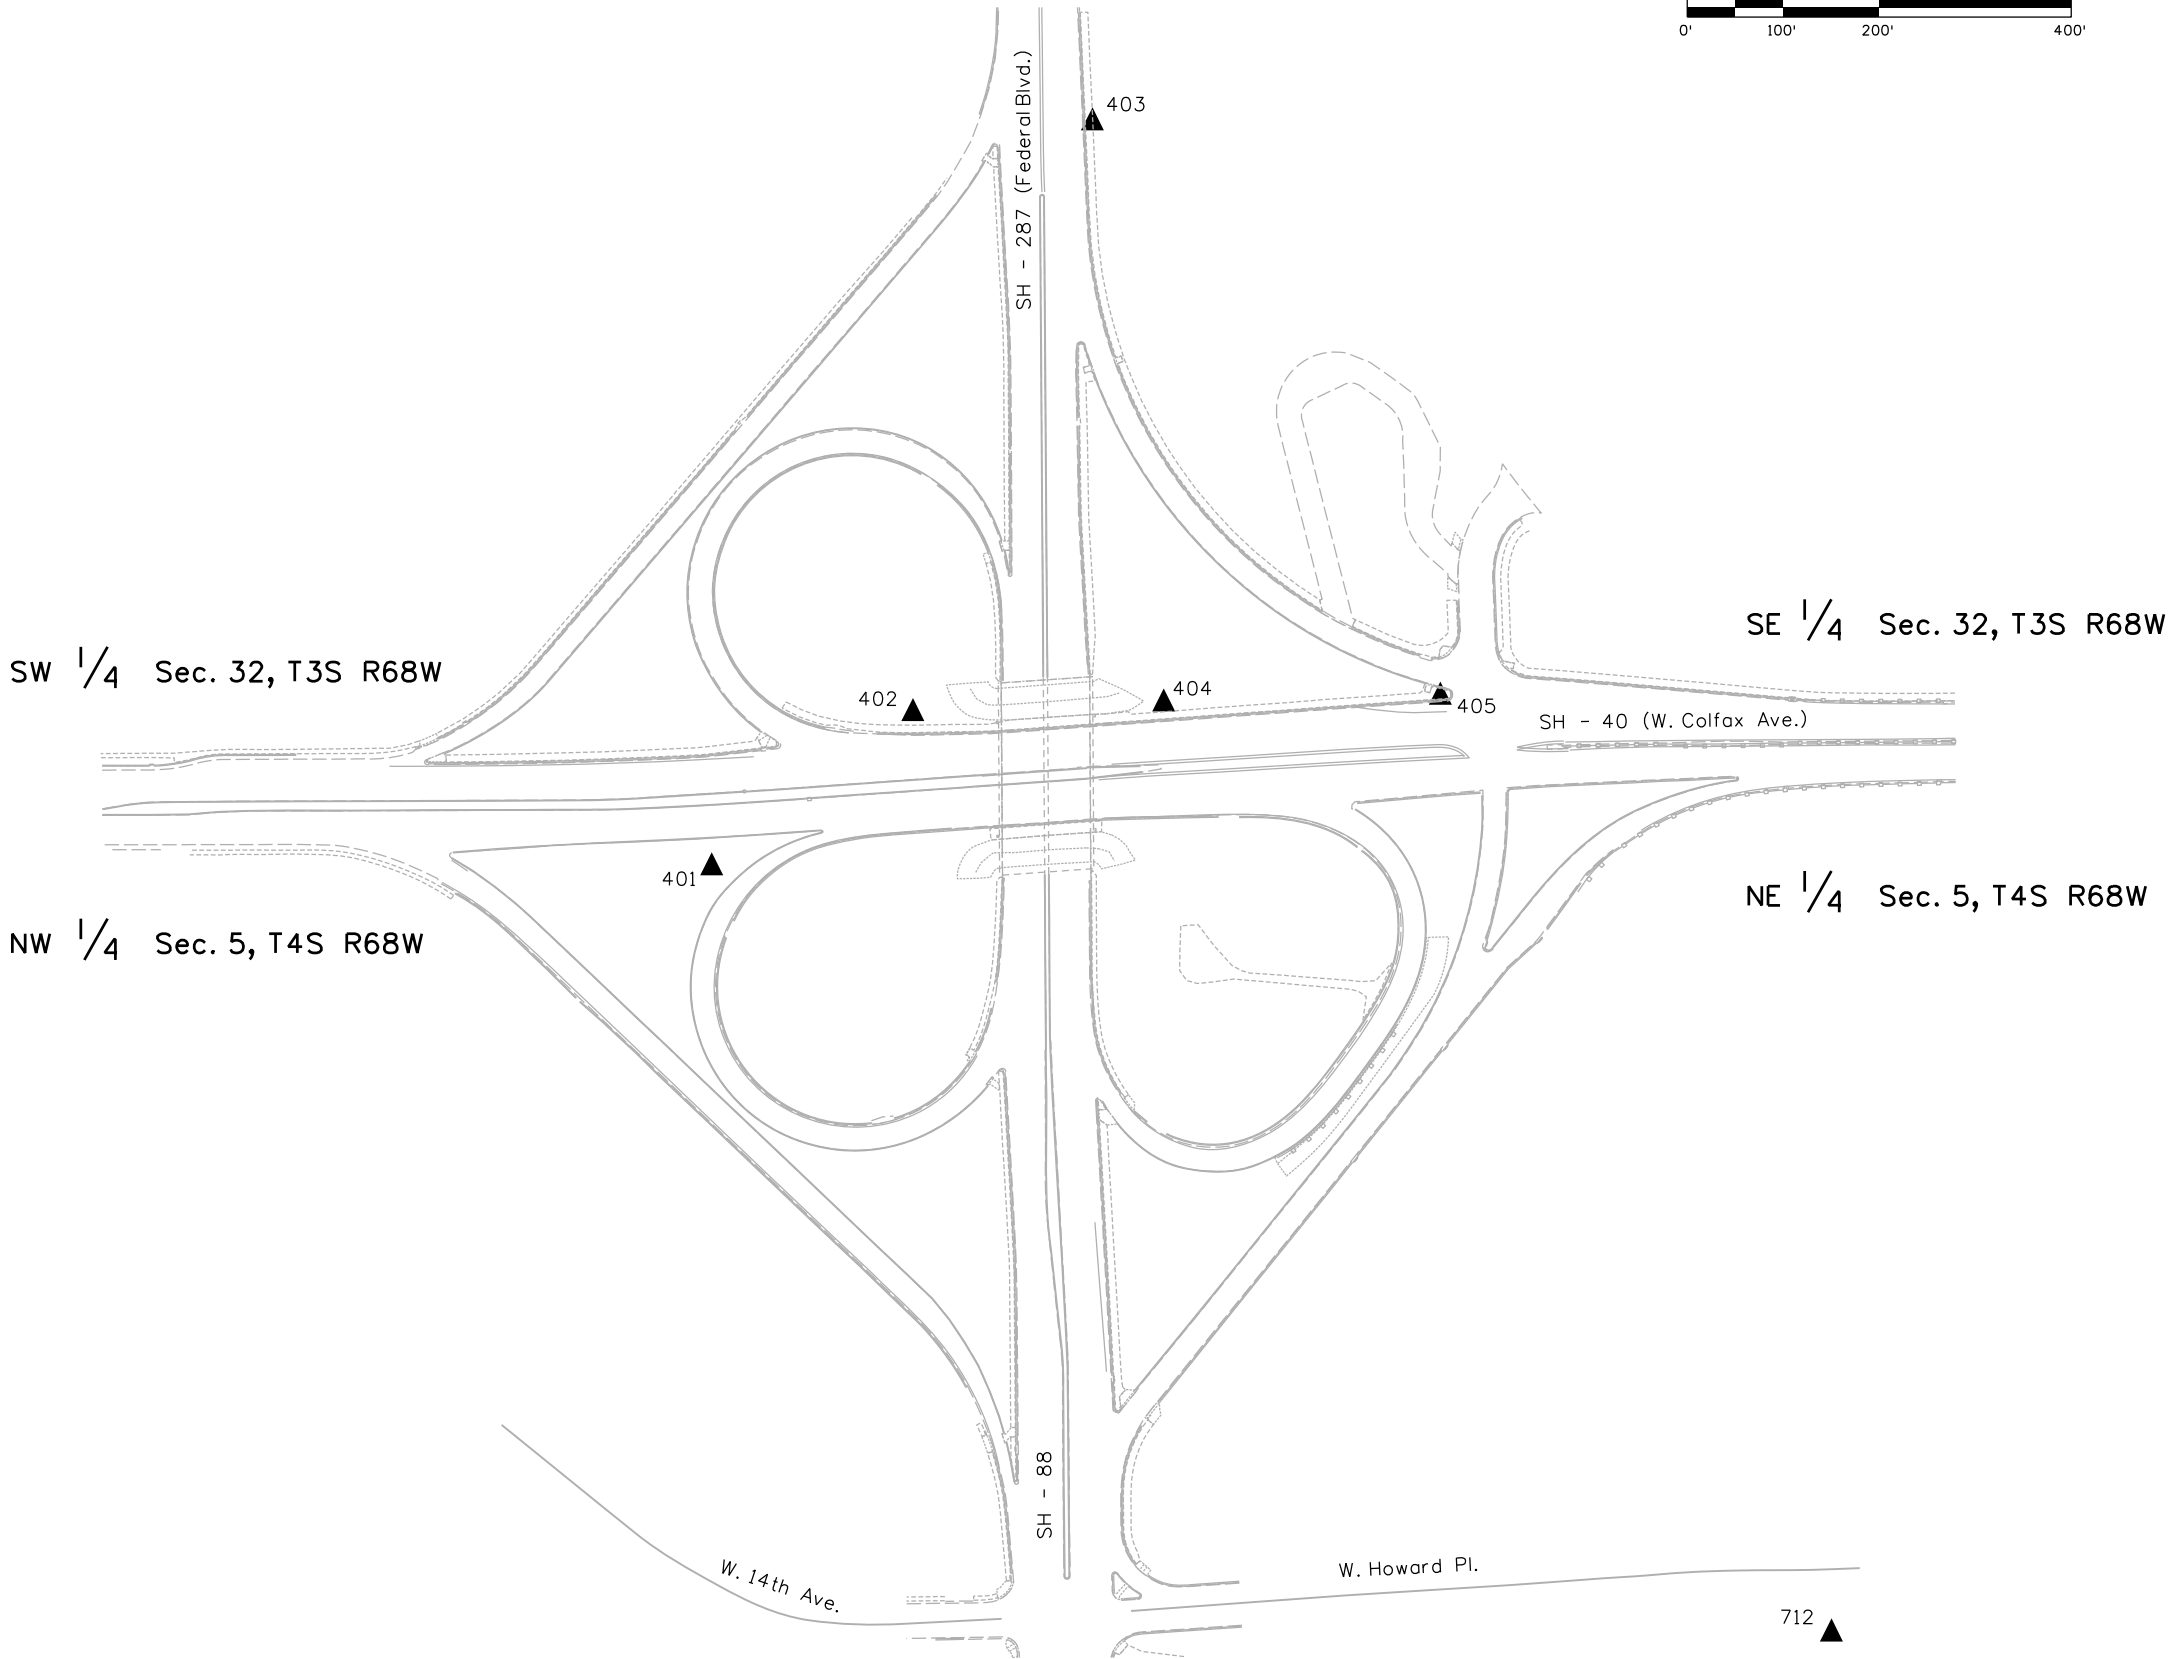 0' 100' 200' 400'
403
SH - 287 (Federal Blvd.)
SE 1/4 Sec. 32, T3S R68W
SW 1/4 Sec. 32, T3S R68W
402
404
405
SH - 40 (W. Colfax Ave.)
401
NE 1/4 Sec. 5, T4S R68W
NW 1/4 Sec. 5, T4S R68W
SH - 88
W. 14th Ave.
W. Howard Pl.
712